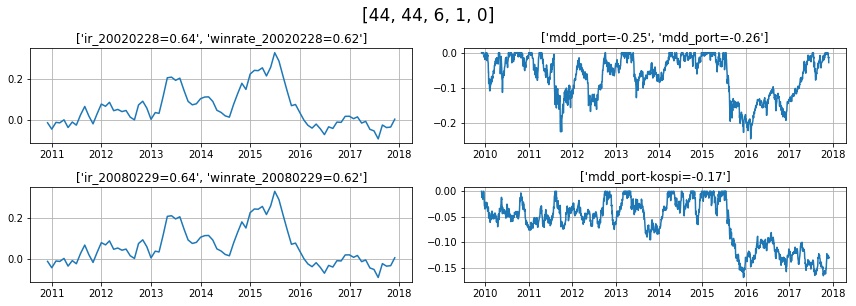 [44, 44, 6, 1, 0]
['ir_20020228=0.64', 'winrate_20020228=0.62']
0.2
0.0
2011 2012 2013 2014 2015 2016 2017 2018
['mdd_port=-0.25', 'mdd_port=-0.26']
0.0
−0.1
−0.2
2010 2011 2012 2013 2014 2015 2016 2017 2018
['ir_20080229=0.64', 'winrate_20080229=0.62']
0.2
0.0
2011 2012 2013 2014 2015 2016 2017 2018
['mdd_port-kospi=-0.17']
0.00
−0.05
−0.10
−0.15
2010 2011 2012 2013 2014 2015 2016 2017 2018